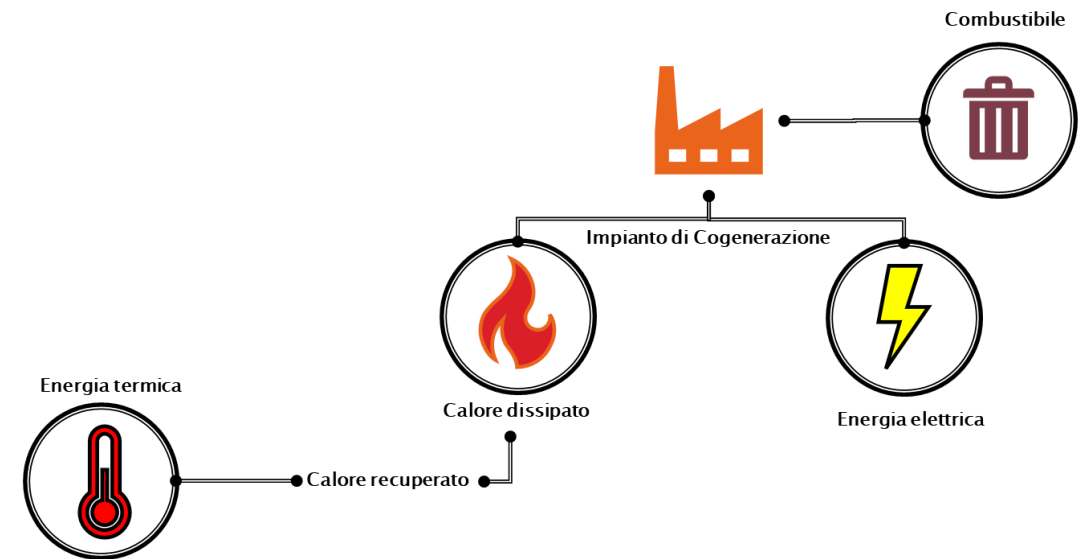 Combustibile
Impianto di Cogenerazione
Energia termica
Calore dissipato
Energia elettrica
Calore recuperato